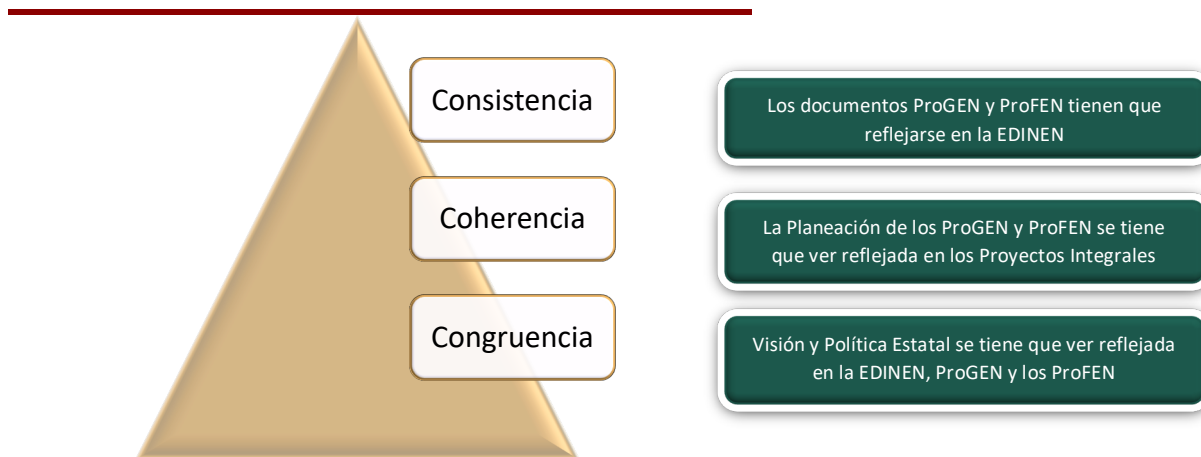 Consistencia
Los documentos ProGEN y ProFEN tienen que
reflejarse en la EDINEN
Coherencia
La Planeación de los ProGEN y ProFEN se tiene
que ver reflejada en los Proyectos Integrales
Congruencia
Visión y Política Estatal se tiene que ver reflejada
en la EDINEN, ProGEN y los ProFEN